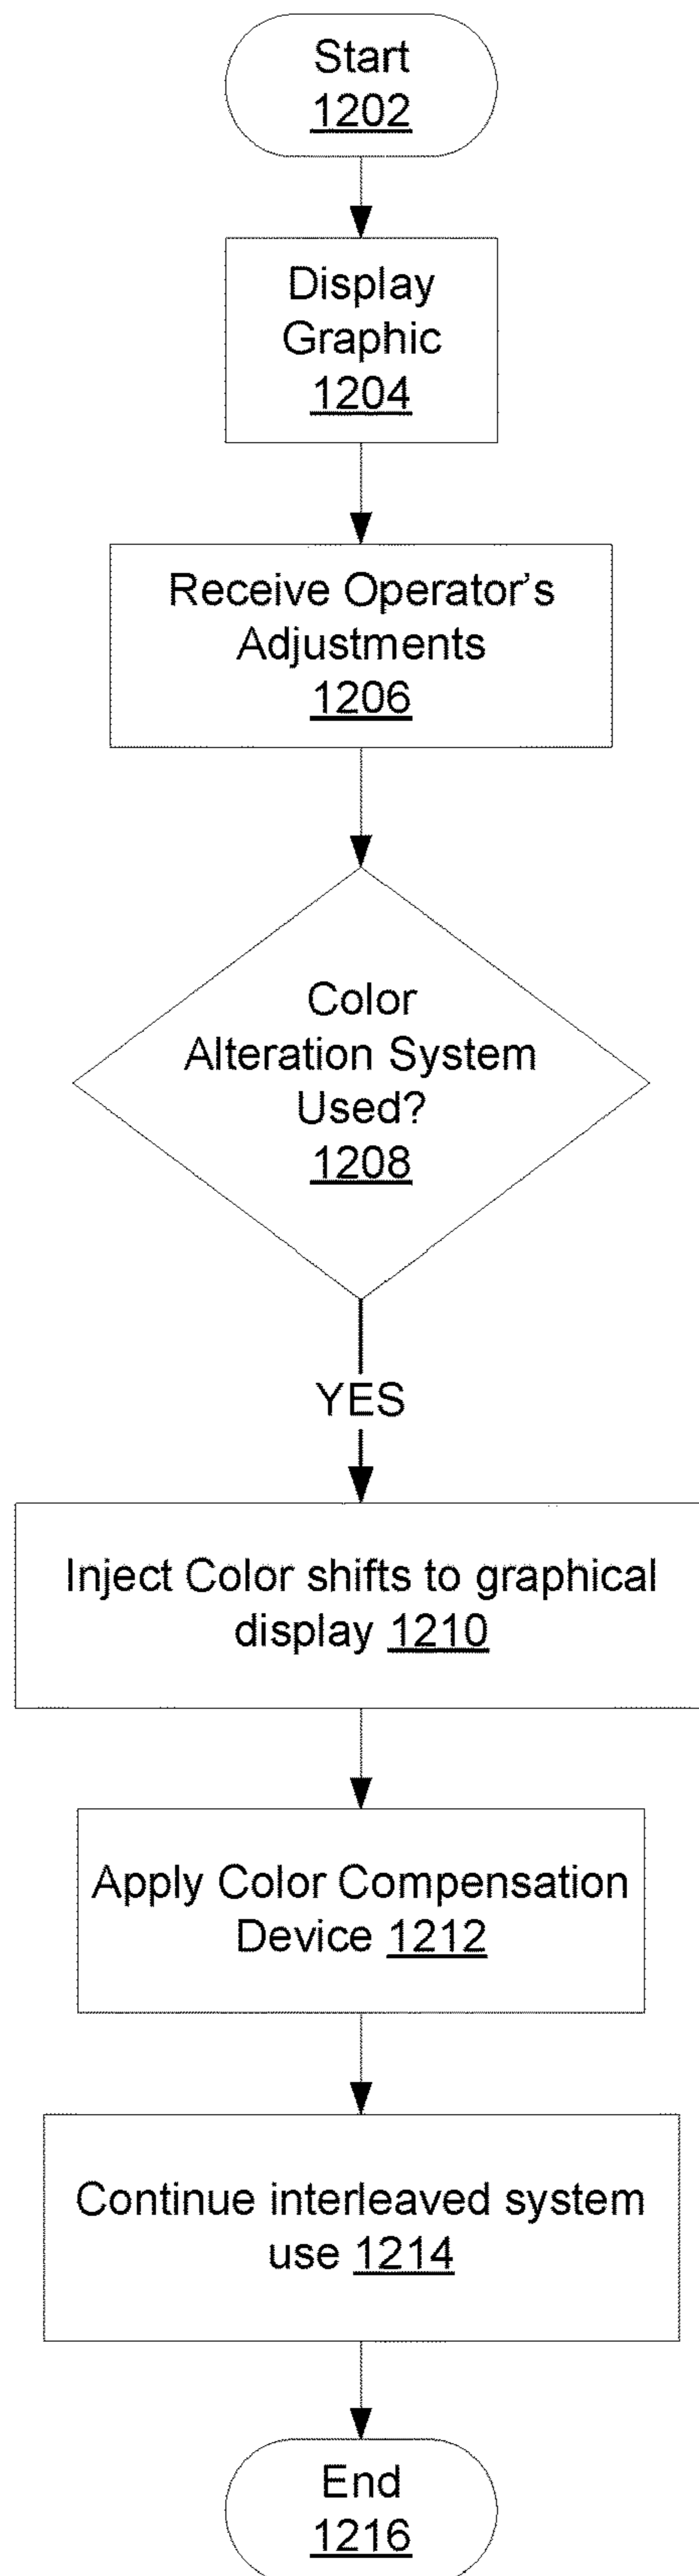 Start
1202
Display
Graphic
1204
Receive Operator's
Adjustments
1206
Color
Alteration System
Used?
1208
YES
Inject Color shifts to graphical
display 1210
Apply Color Compensation
Device 1212
Continue interleaved system
use 1214
End
1216